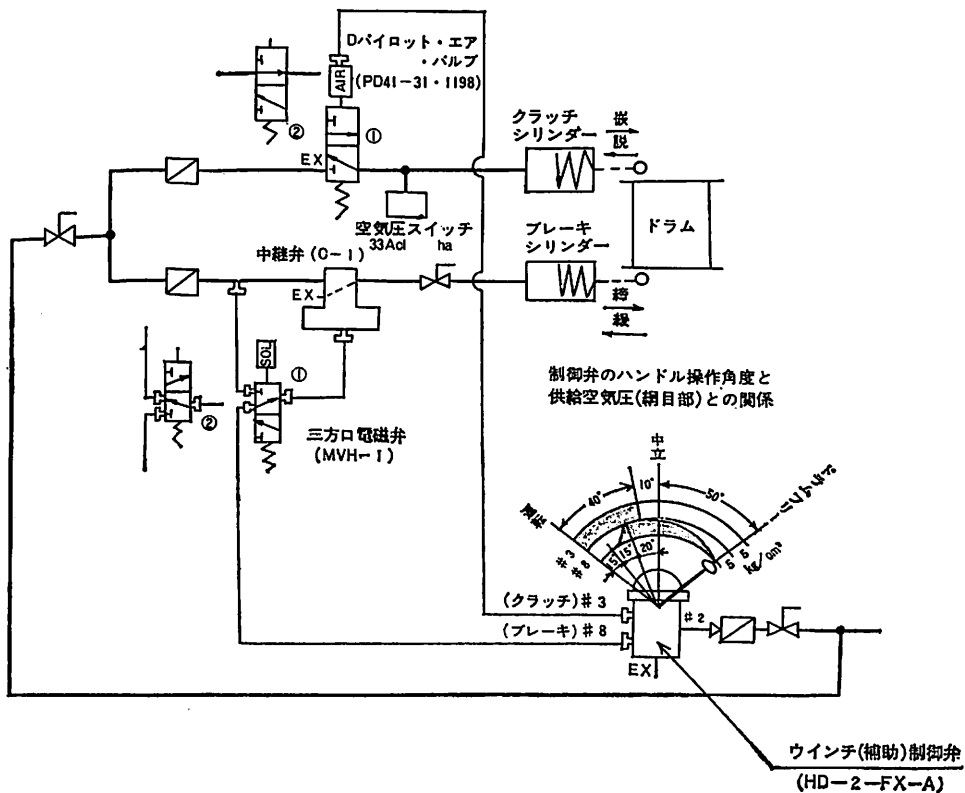 Dパイロット・エア
・バルブ
(PD41-31・1198)
AIR
②
①
EX
クラッチ
シリンダー
嵌
脱
空気圧スイッチ
33Acl ha
ドラム
ブレーキ
シリンダー
中継弁(C-1)
EX
締
緩
SOL
①
②
三方口電磁弁
(MVH-1)
制御弁のハンドル操作角度と
供給空気圧(網目部)との関係
中立
40°
10°
50°
運転
#3
#8
5°
15°
20°
5
5
kg/cm²
(クラッチ)#3
(ブレーキ)#8
#2
EX
ウインチ(補助)制御弁
(HD-2-FX-A)